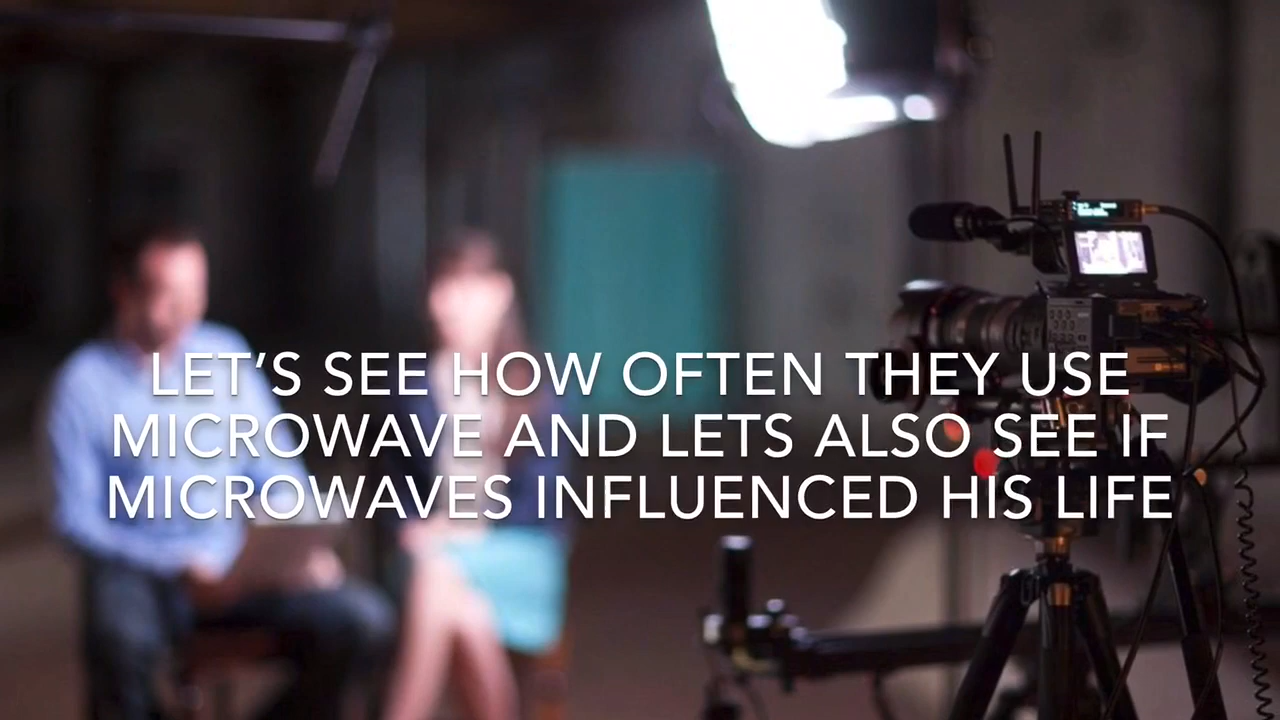 LET’S SEE HOW OFTEN THEY USE
MICROWAVE AND LETS ALSO SEE IF
MICROWAVES INFLUENCED HIS LIFE